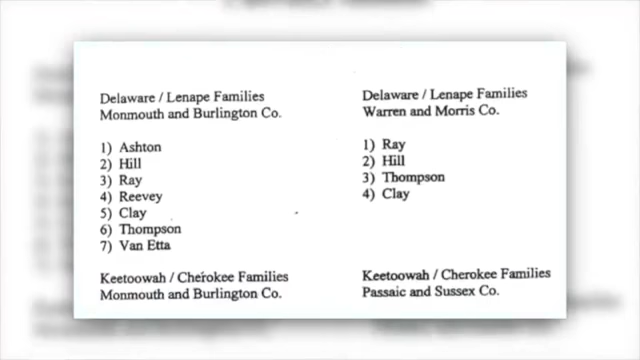 Delaware / Lenape Families
Monmouth and Burlington Co.
1) Ashton
2) Hill
3) Ray
4) Reevey
5) Clay
6) Thompson
7) Van Etta
Keetoowah / Cherokee Families
Monmouth and Burlington Co.
Delaware / Lenape Families
Warren and Morris Co.
1) Ray
2) Hill
3) Thompson
4) Clay
Keetoowah / Cherokee Families
Passaic and Sussex Co.